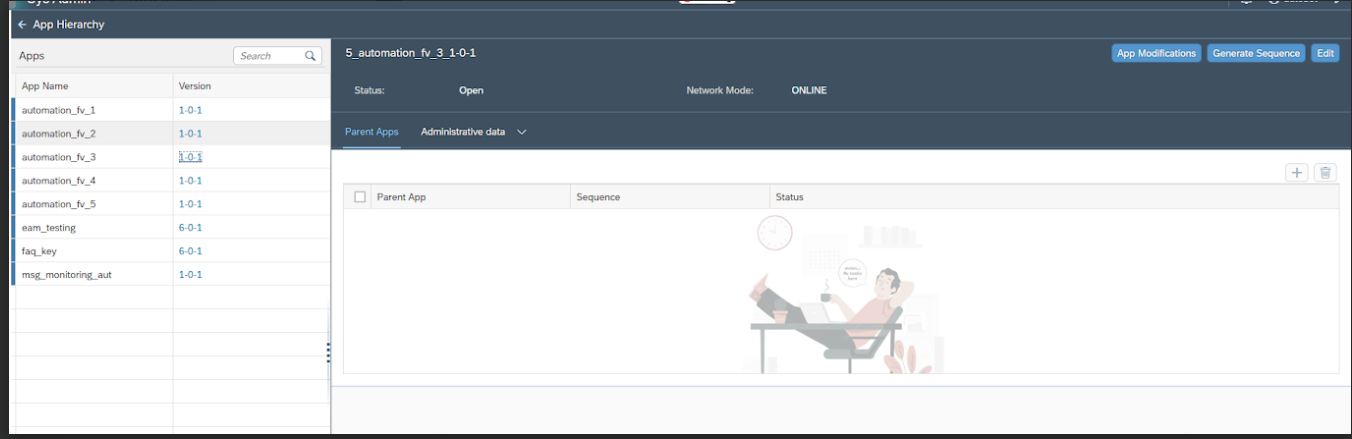 App Hierarchy
Apps
Search
App Name Version
automation_fv_1 1-0-1
automation_fv_2 1-0-1
automation_fv_3 1-0-1
automation_fv_4 1-0-1
automation_fv_5 1-0-1
eam_testing 6-0-1
faq_key 6-0-1
msg_monitoring_aut 1-0-1
5_automation_fv_3_1-0-1
App Modifications Generate Sequence Edit
Status: Open Network Mode: ONLINE
Parent Apps Administrative data
Parent App Sequence Status